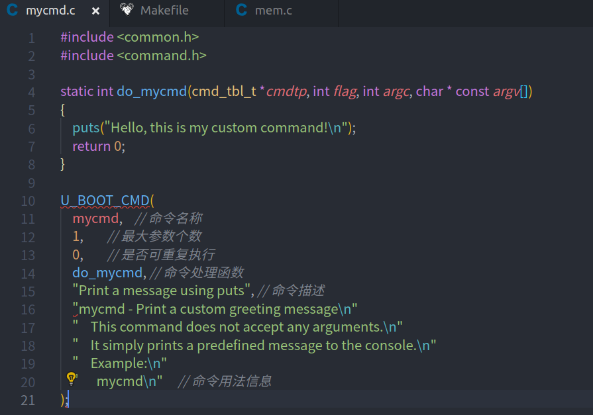 mycmd.c × Makefile mem.c
1 #include <common.h>
2 #include <command.h>
3
4 static int do_mycmd(cmd_tbl_t *cmdtp, int flag, int argc, char * const argv[])
5 {
6 puts("Hello, this is my custom command!\n");
7 return 0;
8 }
9
10 U_BOOT_CMD(
11 mycmd, //命令名称
12 1, //最大参数个数
13 0, //是否可重复执行
14 do_mycmd, //命令处理函数
15 "Print a message using puts", //命令描述
16 "mycmd - Print a custom greeting message\n"
17 " This command does not accept any arguments.\n"
18 " It simply prints a predefined message to the console.\n"
19 " Example:\n"
20 mycmd\n" //命令用法信息
21 );